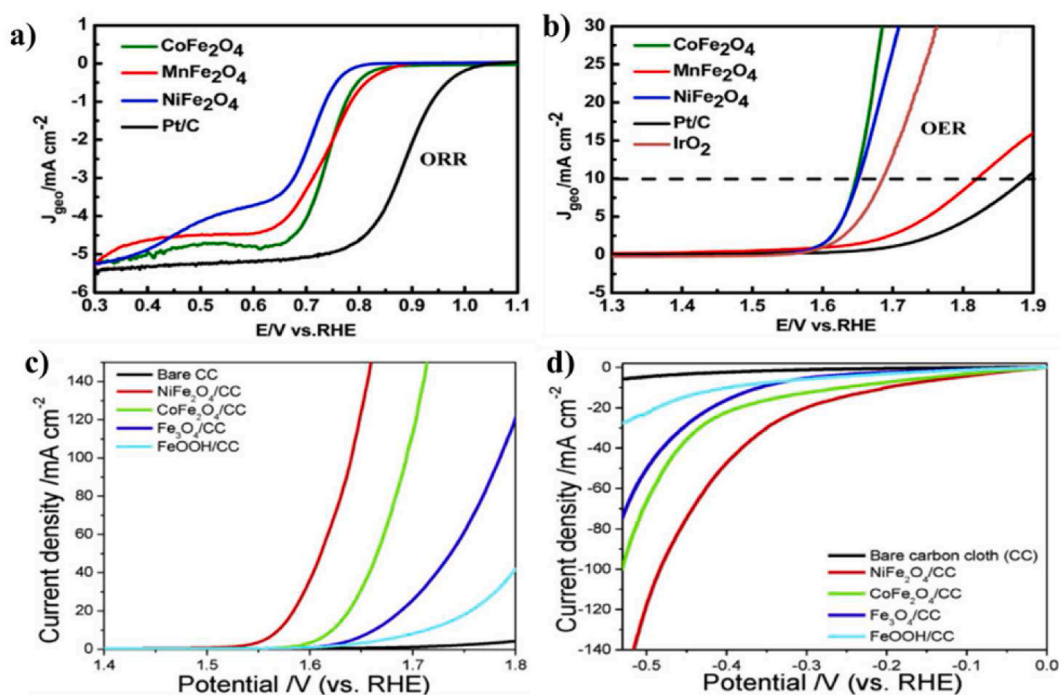 a)
CoFe2O4
MnFe2O4
NiFe2O4
Pt/C
ORR
0
-1
-2
-3
-4
-5
-6
0.3 0.4 0.5 0.6 0.7 0.8 0.9 1.0 1.1
Jgeo/mA cm-2
E/V vs.RHE
b)
CoFe2O4
MnFe2O4
NiFe2O4
Pt/C
IrO2
OER
30
25
20
15
10
5
0
-5
1.3 1.4 1.5 1.6 1.7 1.8 1.9
Jgeo/mA cm-2
E/V vs.RHE
c)
Bare CC
NiFe2O4/CC
CoFe2O4/CC
Fe3O4/CC
FeOOH/CC
140
120
100
80
60
40
20
0
1.4 1.5 1.6 1.7 1.8
Current density /mA cm-2
Potential /V (vs. RHE)
d)
0
-20
-40
-60
-80
-100
-120
-140
Bare carbon cloth (CC)
NiFe2O4/CC
CoFe2O4/CC
Fe3O4/CC
FeOOH/CC
-0.5 -0.4 -0.3 -0.2 -0.1 0.0
Current density /mA cm-2
Potential /V (vs. RHE)